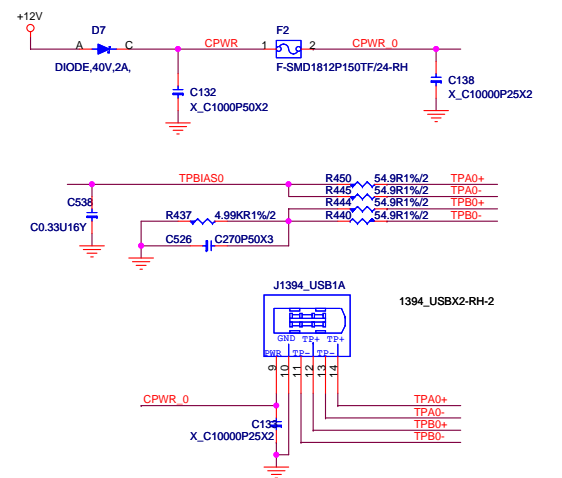 +12V
D7
F2
A C CPWR 1 2 CPWR_0
DIODE,40V,2A,
F-SMD1812P150TF/24-RH
C132
X_C1000P50X2
C138
X_C10000P25X2
TPBIAS0
R450 54.9R1%/2 TPA0+
R445 54.9R1%/2 TPA0-
R444 54.9R1%/2 TPB0+
R440 54.9R1%/2 TPB0-
C538
C0.33U16Y
R437 4.99KR1%/2
C526 C270P50X3
J1394_USB1A
1394_USBX2-RH-2
GND TP+ TP+
PWR TP- TP-
9 10 11 12 13 14
CPWR_0
TPA0+
TPA0-
TPB0+
TPB0-
X_C10000P25X2